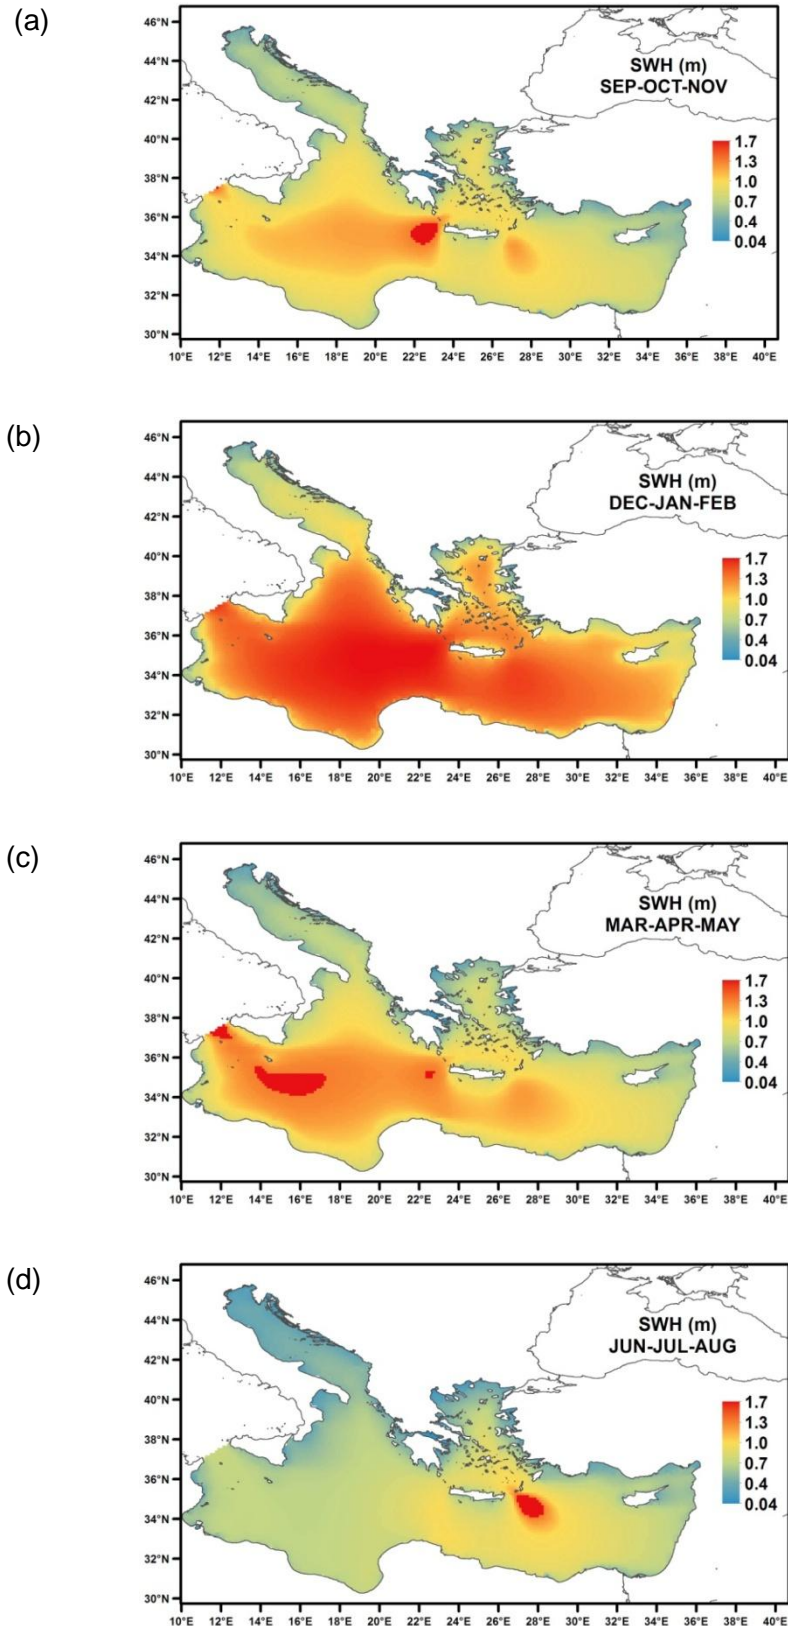 (a)
46°N
44°N
42°N
40°N
38°N
36°N
34°N
32°N
30°N
SWH (m)
SEP-OCT-NOV
1.7
1.3
1.0
0.7
0.4
0.04
10°E 12°E 14°E 16°E 18°E 20°E 22°E 24°E 26°E 28°E 30°E 32°E 34°E 36°E 38°E 40°E
(b)
46°N
44°N
42°N
40°N
38°N
36°N
34°N
32°N
30°N
SWH (m)
DEC-JAN-FEB
1.7
1.3
1.0
0.7
0.4
0.04
10°E 12°E 14°E 16°E 18°E 20°E 22°E 24°E 26°E 28°E 30°E 32°E 34°E 36°E 38°E 40°E
(c)
46°N
44°N
42°N
40°N
38°N
36°N
34°N
32°N
30°N
SWH (m)
MAR-APR-MAY
1.7
1.3
1.0
0.7
0.4
0.04
10°E 12°E 14°E 16°E 18°E 20°E 22°E 24°E 26°E 28°E 30°E 32°E 34°E 36°E 38°E 40°E
(d)
46°N
44°N
42°N
40°N
38°N
36°N
34°N
32°N
30°N
SWH (m)
JUN-JUL-AUG
1.7
1.3
1.0
0.7
0.4
0.04
10°E 12°E 14°E 16°E 18°E 20°E 22°E 24°E 26°E 28°E 30°E 32°E 34°E 36°E 38°E 40°E